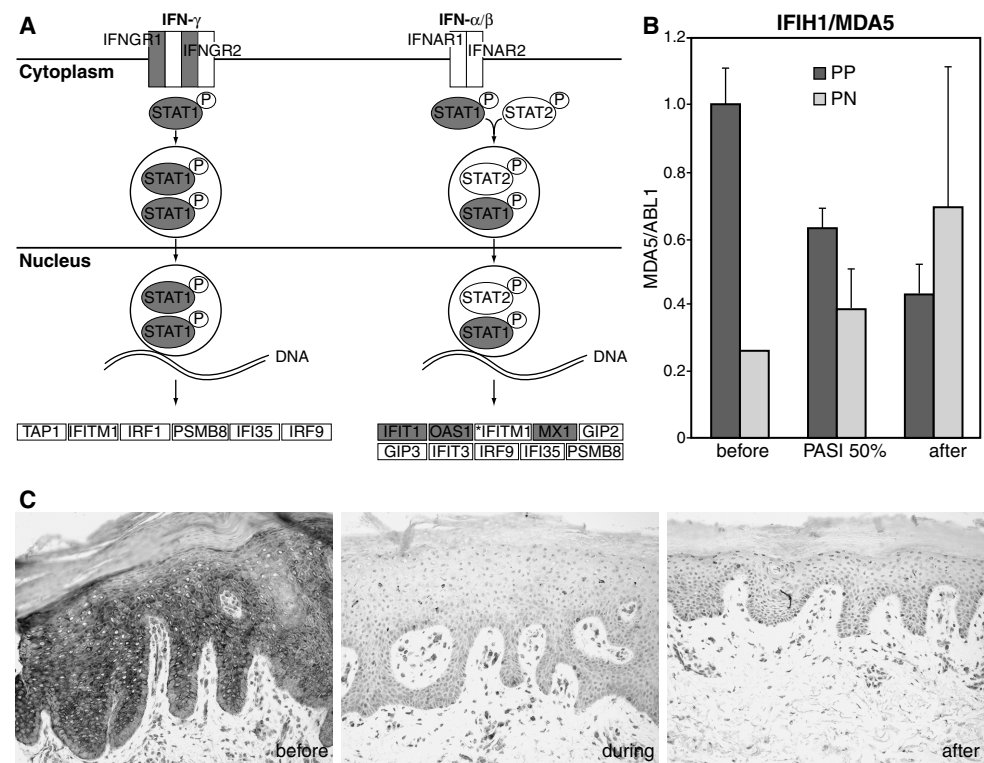 A
IFN-γ
IFNGR1
IFNGR2
IFN-α/β
IFNAR1
IFNAR2
Cytoplasm
STAT1 P
STAT1 P STAT2 P
STAT1 P
STAT1 P
STAT2 P
STAT1 P
Nucleus
STAT1 P
STAT1 P
STAT2 P
STAT1 P
DNA
DNA
TAP1 IFITM1 IRF1 PSMB8 IFI35 IRF9
IFIT1 OAS1 *IFITM1 MX1 GIP2
GIP3 IFIT3 IRF9 IFI35 PSMB8
B
IFIH1/MDA5
MDA5/ABL1
1.2
1.0
0.8
0.6
0.4
0.2
0
PP
PN
before PASI 50% after
C
before
during
after